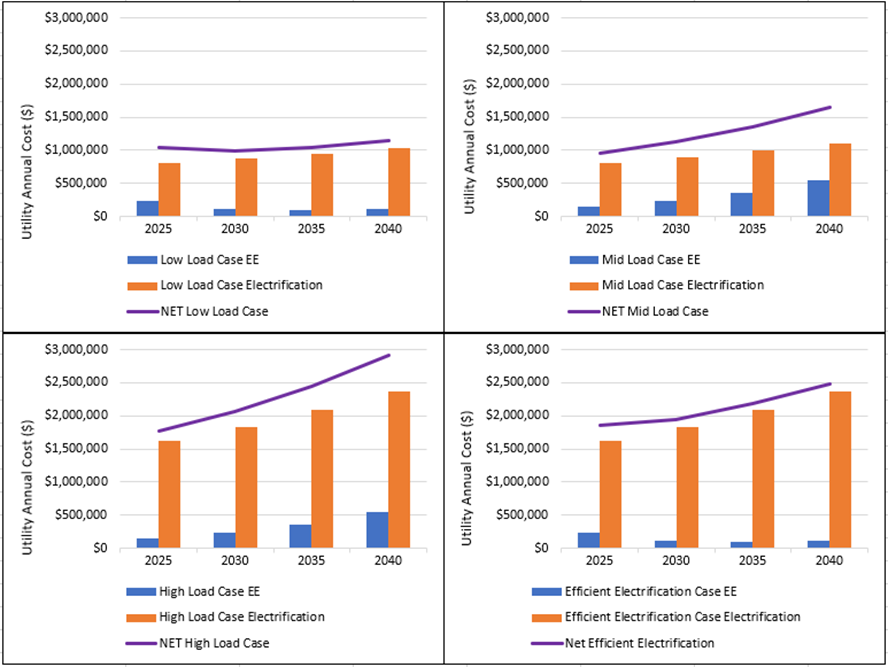 $3,000,000
$2,500,000
$2,000,000
$1,500,000
$1,000,000
$500,000
$0
Utility Annual Cost ($)
2025 2030 2035 2040
Low Load Case EE
Low Load Case Electrification
NET Low Load Case
$3,000,000
$2,500,000
$2,000,000
$1,500,000
$1,000,000
$500,000
$0
Utility Annual Cost ($)
2025 2030 2035 2040
Mid Load Case EE
Mid Load Case Electrification
NET Mid Load Case
$3,000,000
$2,500,000
$2,000,000
$1,500,000
$1,000,000
$500,000
$0
Utility Annual Cost ($)
2025 2030 2035 2040
High Load Case EE
High Load Case Electrification
NET High Load Case
$3,000,000
$2,500,000
$2,000,000
$1,500,000
$1,000,000
$500,000
$0
Utility Annual Cost ($)
2025 2030 2035 2040
Efficient Electrification Case EE
Efficient Electrification Case Electrification
Net Efficient Electrification